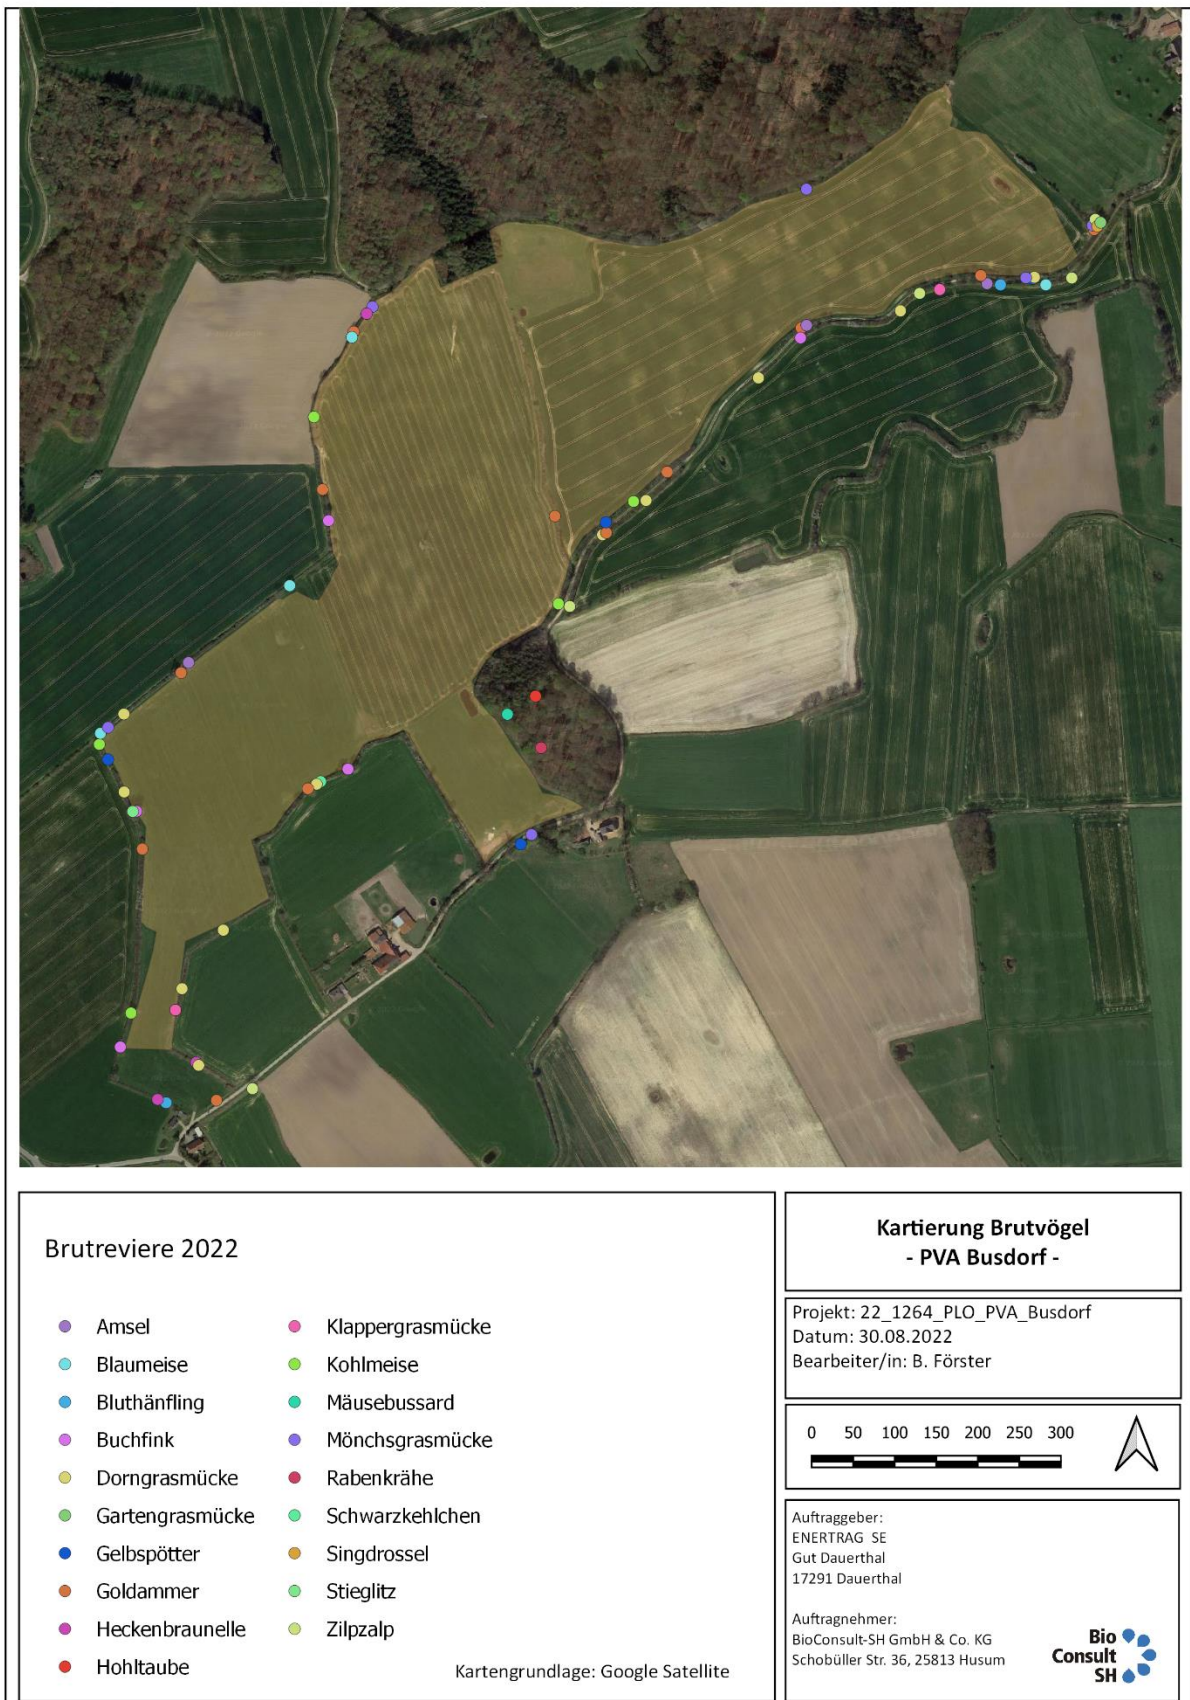 Brutreviere 2022
Amsel
Blaumeise
Bluthänfling
Buchfink
Dorngrasmücke
Gartengrasmücke
Gelbspötter
Goldammer
Heckenbraunelle
Hohltaube
Klappergrasmücke
Kohlmeise
Mäusebussard
Mönchsgrasmücke
Rabenkrähe
Schwarzkehlchen
Singdrossel
Stieglitz
Zilpzalp
Kartengrundlage: Google Satellite
Kartierung Brutvögel
- PVA Busdorf -
Projekt: 22_1264_PLO_PVA_Busdorf
Datum: 30.08.2022
Bearbeiter/in: B. Förster
0 50 100 150 200 250 300
Auftraggeber:
ENERTRAG SE
Gut Dauerthal
17291 Dauerthal
Auftragnehmer:
BioConsult-SH GmbH & Co. KG
Schobüller Str. 36, 25813 Husum
Bio
Consult
SH